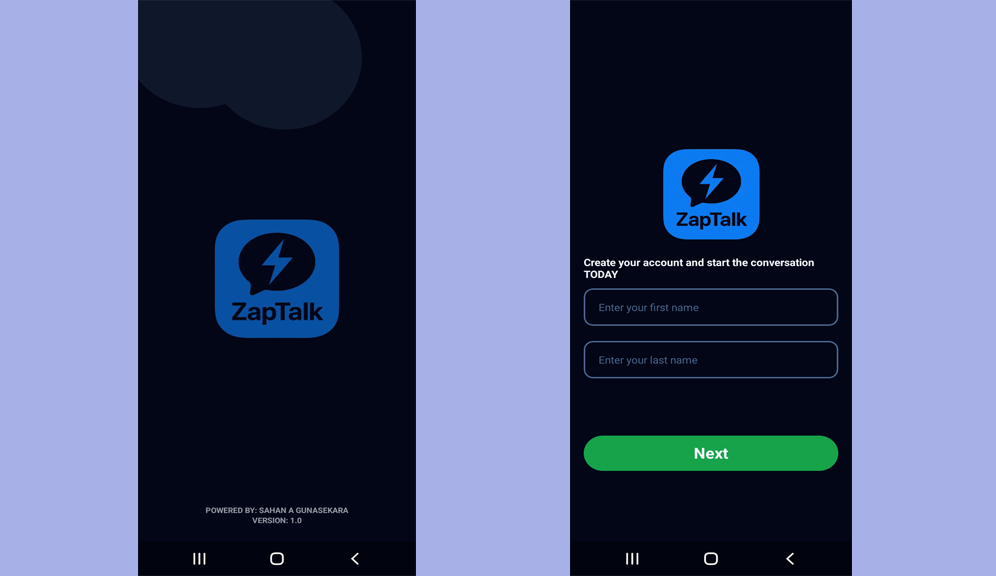 ZapTalk
POWERED BY: SAHAN A GUNASEKARA
VERSION: 1.0
ZapTalk
Create your account and start the conversation
TODAY
Enter your first name
Enter your last name
Next